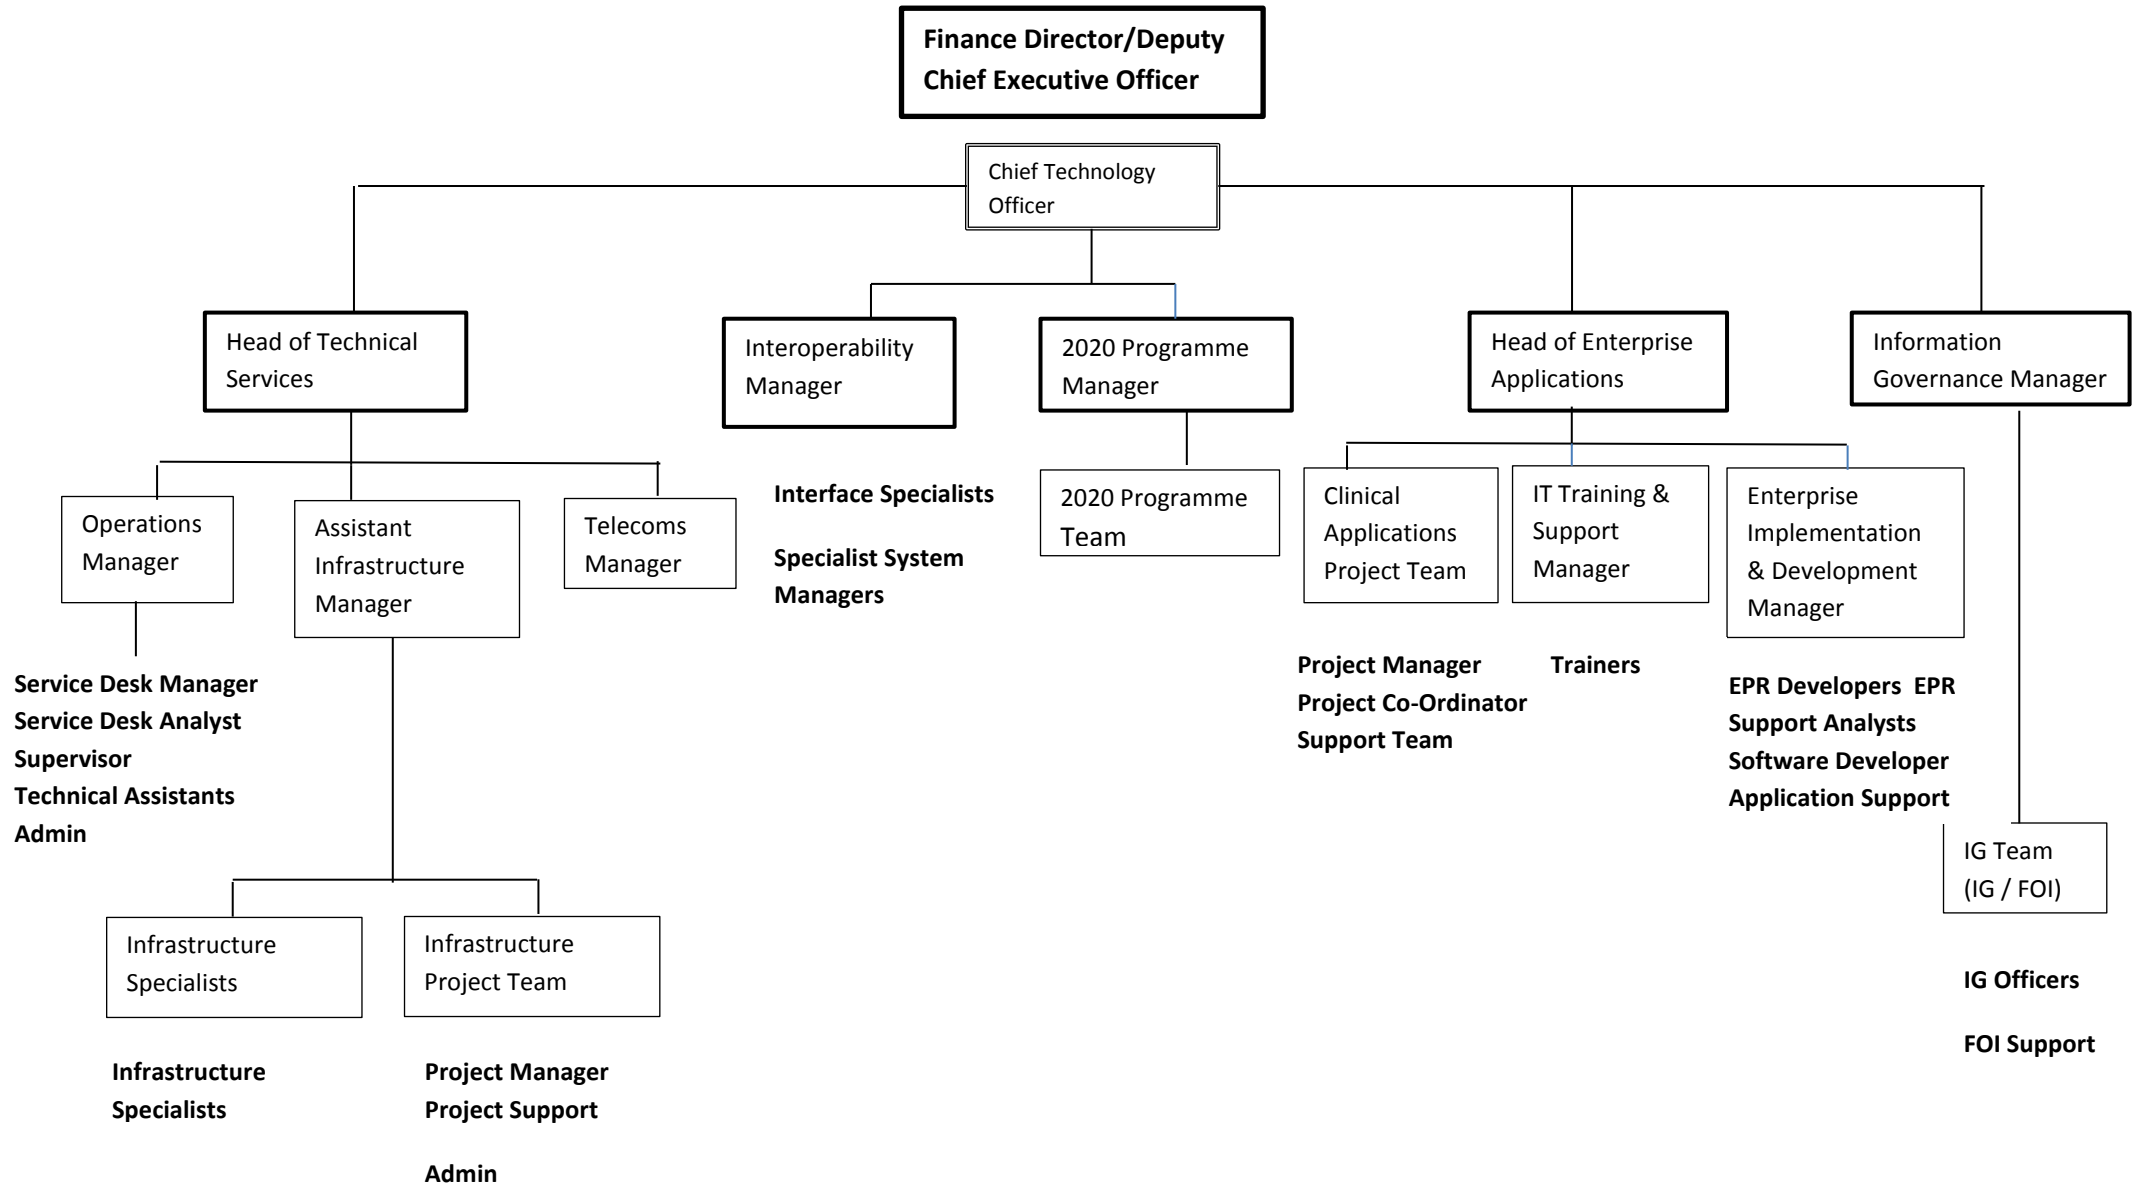 Finance Director/Deputy
Chief Executive Officer
Chief Technology
Officer
Head of Technical
Services
Interoperability
Manager
2020 Programme
Manager
Head of Enterprise
Applications
Information
Governance Manager
Operations
Manager
Assistant
Infrastructure
Manager
Telecoms
Manager
Interface Specialists
Specialist System
Managers
2020 Programme
Team
Clinical
Applications
Project Team
IT Training &
Support
Manager
Enterprise
Implementation
& Development
Manager
Service Desk Manager
Service Desk Analyst
Supervisor
Technical Assistants
Admin
Project Manager
Project Co-Ordinator
Support Team
Trainers
EPR Developers  EPR
Support Analysts
Software Developer
Application Support
IG Team
(IG / FOI)
Infrastructure
Specialists
Infrastructure
Project Team
IG Officers
FOI Support
Infrastructure
Specialists
Project Manager
Project Support
Admin